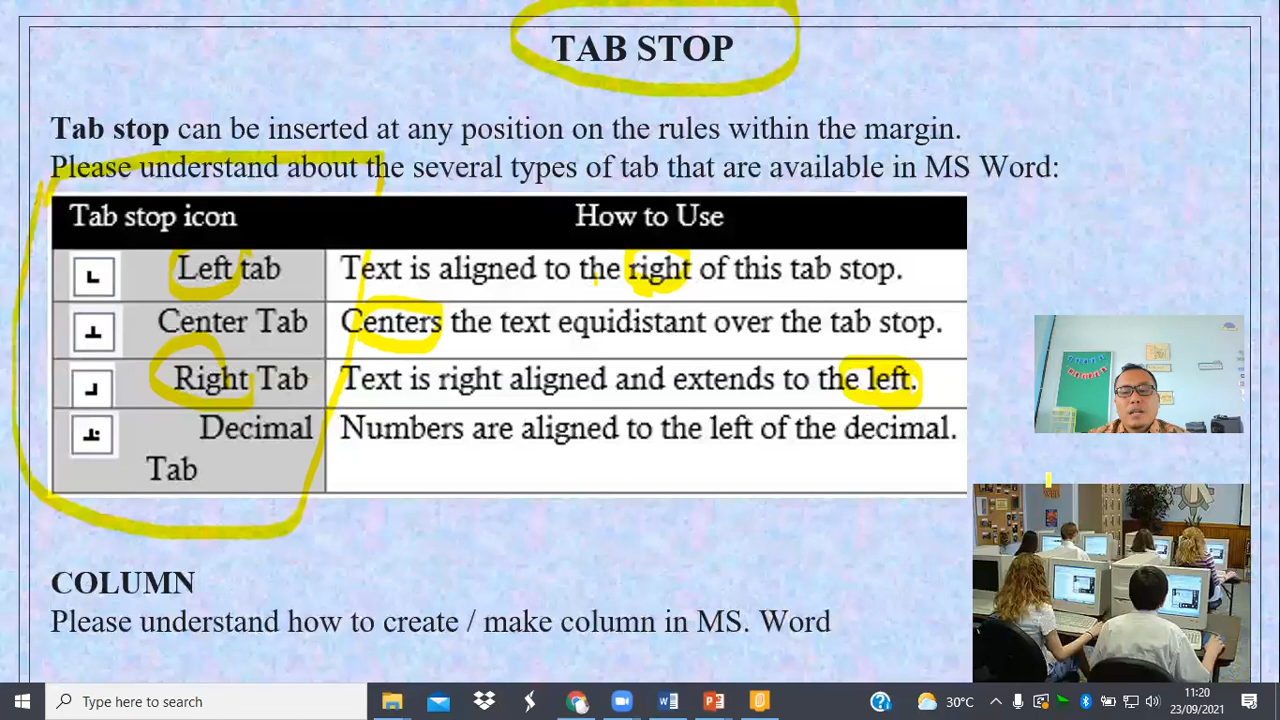 TAB STOP
Tab stop can be inserted at any position on the rules within the margin.
Please understand about the several types of tab that are available in MS Word:
Tab stop icon How to Use
Left tab Text is aligned to the right of this tab stop.
Center Tab Centers the text equidistant over the tab stop.
Right Tab Text is right aligned and extends to the left.
Decimal Numbers are aligned to the left of the decimal.
Tab
COLUMN
Please understand how to create / make column in MS. Word
Type here to search
30°C
11:20
23/09/2021